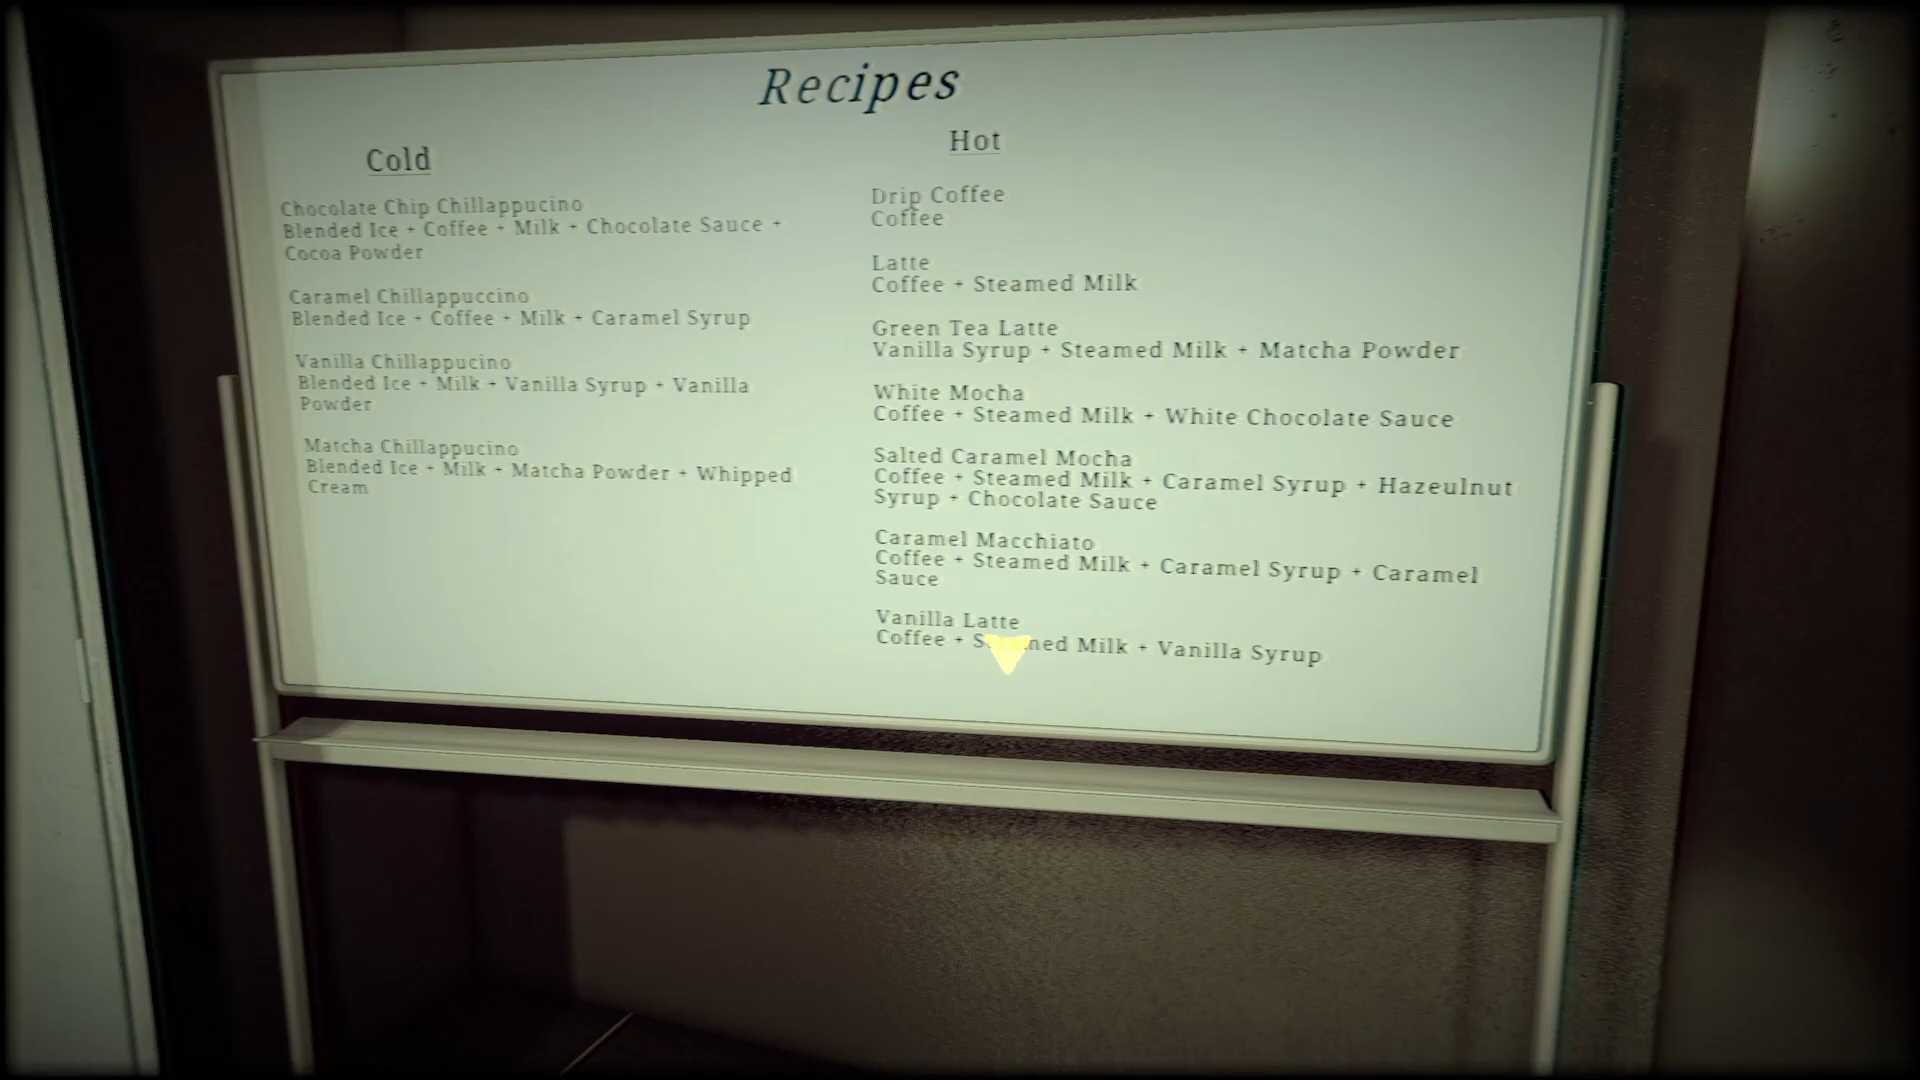 Recipes
Cold
Chocolate Chip Chillappucino
Blended Ice + Coffee + Milk + Chocolate Sauce +
Cocoa Powder
Caramel Chillappuccino
Blended Ice + Coffee + Milk + Caramel Syrup
Vanilla Chillappucino
Blended Ice + Milk + Vanilla Syrup + Vanilla
Powder
Matcha Chillappucino
Blended Ice + Milk + Matcha Powder + Whipped
Cream
Hot
Drip Coffee
Coffee
Latte
Coffee + Steamed Milk
Green Tea Latte
Vanilla Syrup + Steamed Milk + Matcha Powder
White Mocha
Coffee + Steamed Milk + White Chocolate Sauce
Salted Caramel Mocha
Coffee + Steamed Milk + Caramel Syrup + Hazeulnut
Syrup + Chocolate Sauce
Caramel Macchiato
Coffee + Steamed Milk + Caramel Syrup + Caramel
Sauce
Vanilla Latte
Coffee + Steamed Milk + Vanilla Syrup